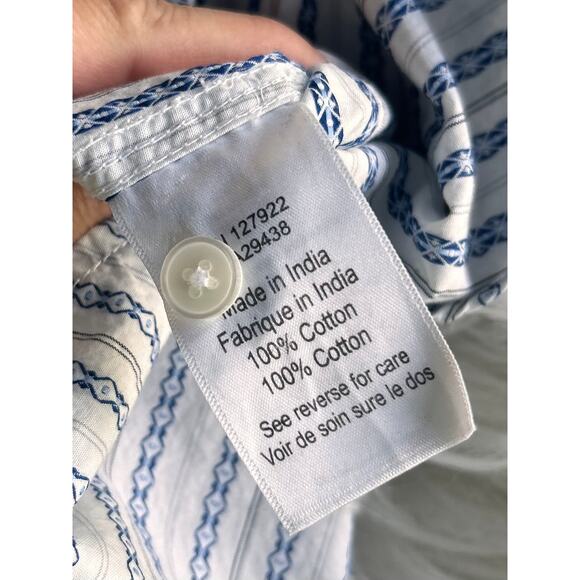 127922
29438
Made in India
Fabrique in India
100% Cotton
100% Cotton
See reverse for care
Voir de soin sure le dos